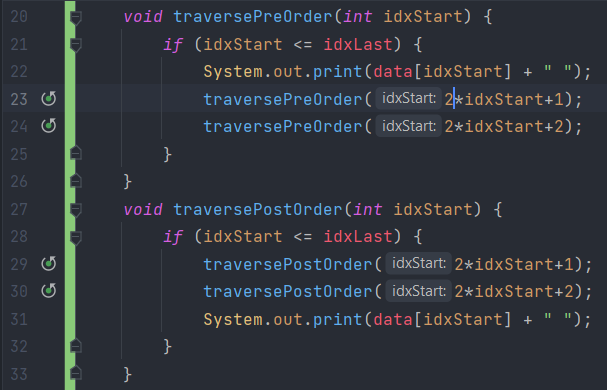 20 void traversePreOrder(int idxStart) {
21 if (idxStart <= idxLast) {
22 System.out.print(data[idxStart] + " ");
23 traversePreOrder( idxStart: 2*idxStart+1);
24 traversePreOrder( idxStart: 2*idxStart+2);
25 }
26 }
27 void traversePostOrder(int idxStart) {
28 if (idxStart <= idxLast) {
29 traversePostOrder( idxStart: 2*idxStart+1);
30 traversePostOrder( idxStart: 2*idxStart+2);
31 System.out.print(data[idxStart] + " ");
32 }
33 }